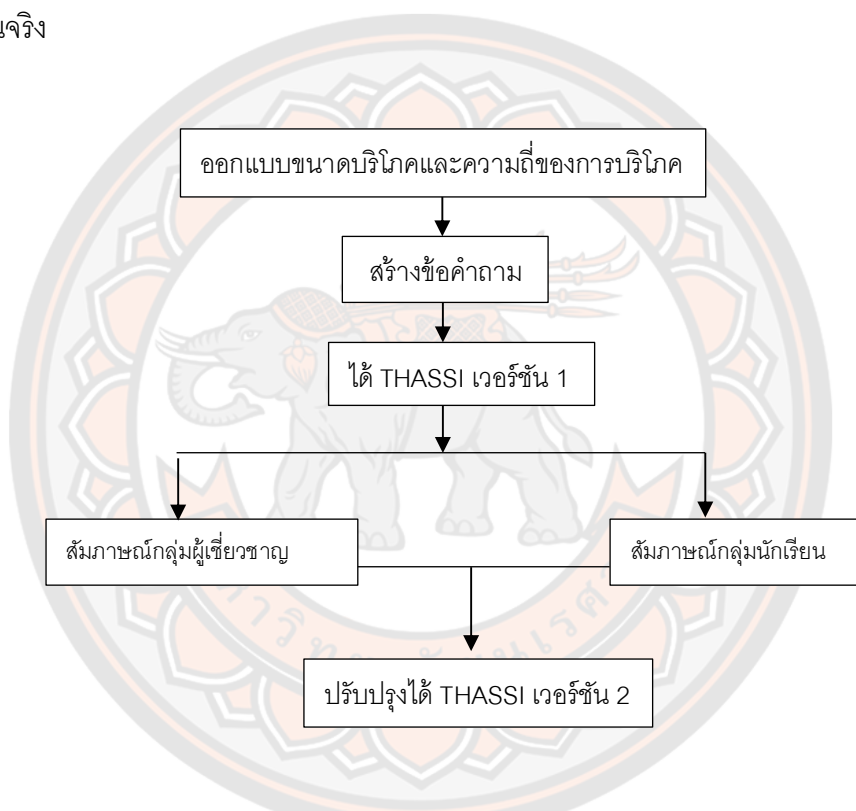 นจริง
ออกแบบขนาดบริโภคและความถี่ของการบริโภค
สร้างข้อคำถาม
ได้ THASSI เวอร์ชัน 1
สัมภาษณ์กลุ่มผู้เชี่ยวชาญ
สัมภาษณ์กลุ่มนักเรียน
ปรับปรุงได้ THASSI เวอร์ชัน 2